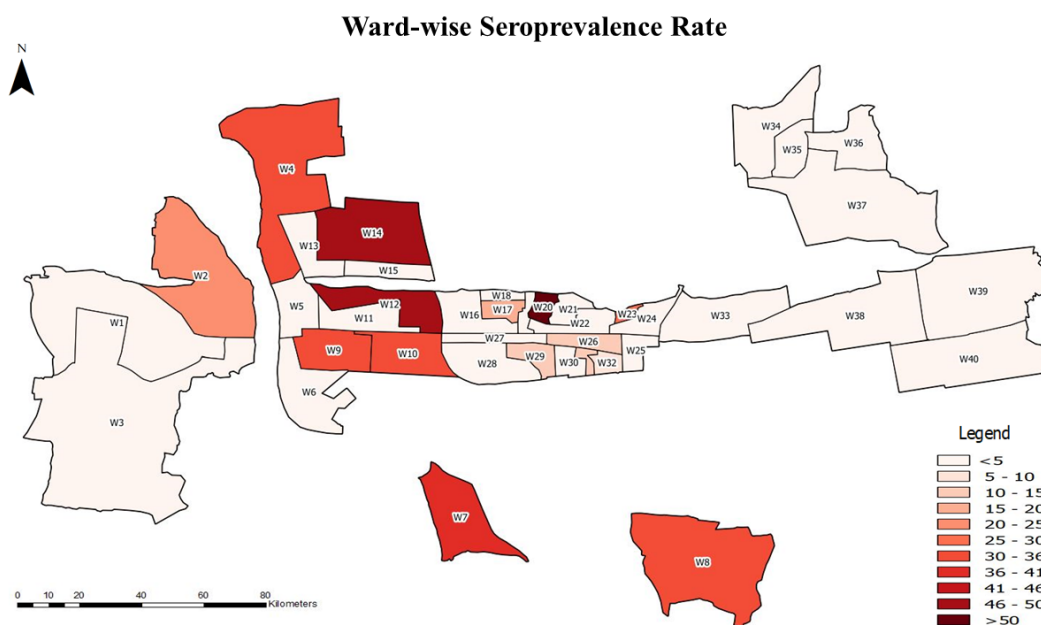 Ward-wise Seroprevalence Rate
N
W34
W35
W36
W4
W37
W14
W13
W2
W15
W39
W18
W5
W12
W20
W17
W21
W1
W16
W23
W24
W33
W38
W11
W22
W27
W26
W25
W9
W10
W29
W40
W28
W30
W32
W6
W3
Legend
<5
5 - 10
10 - 15
15 - 20
20 - 25
25 - 30
30 - 36
36 - 41
41 - 46
46 - 50
>50
W7
W8
0 5 10 20 40 60 80
Kilometers